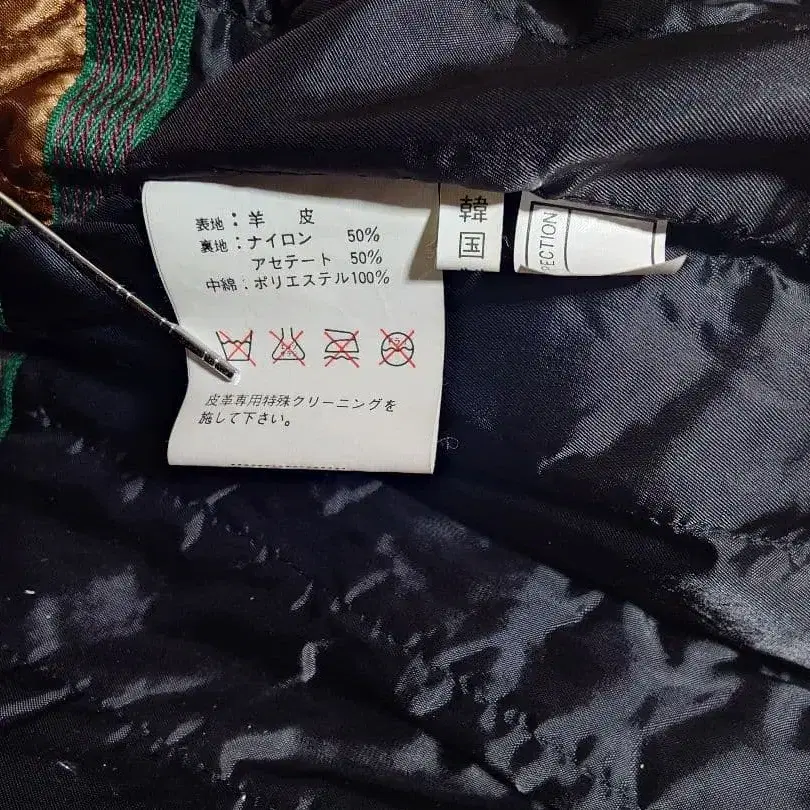 表地：羊　皮
裏地：ナイロン　50%
アセテート　50%
中綿：ポリエステル100%
皮革専用特殊クリーニングを
施して下さい。
韓
国
PECTION